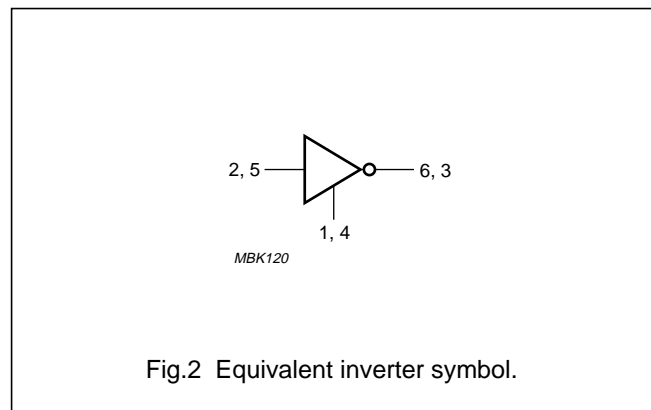 2, 5
6, 3
1, 4
MBK120
Fig.2 Equivalent inverter symbol.